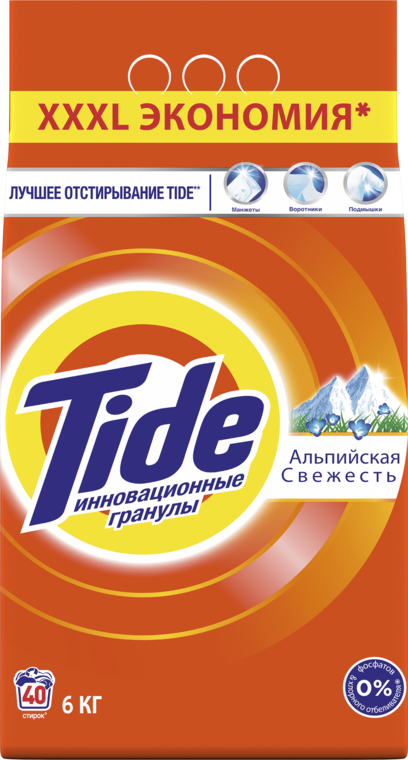 XXXL ЭКОНОМИЯ*
ЛУЧШЕЕ ОТСТИРЫВАНИЕ TIDE**
Манжеты
Воротники
Подмышки
Tide
инновационные
гранулы
Альпийская
Свежесть
40
стирок*
6 КГ
фосфатов
0%
& хлорного отбеливателя*